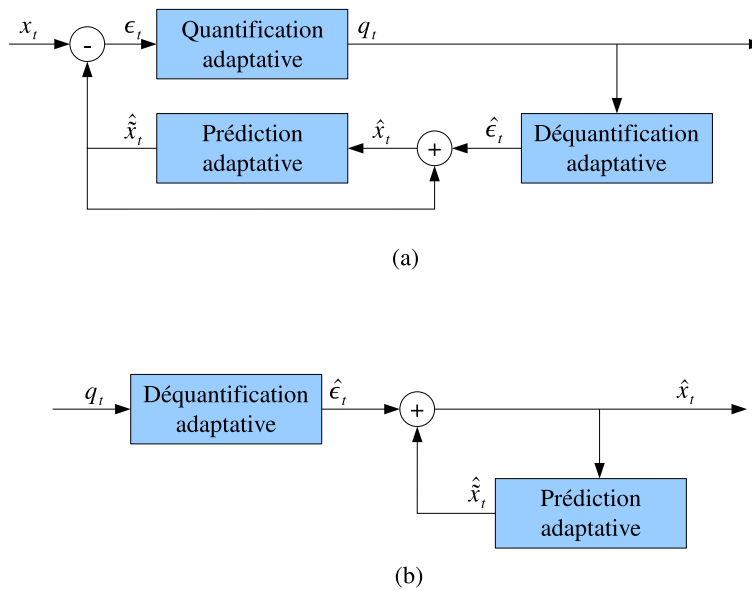 x_t
-
ϵ_t
Quantification
adaptative
q_t
x̃̂_t
Prédiction
adaptative
x̂_t
+
ϵ̂_t
Déquantification
adaptative
(a)
q_t
Déquantification
adaptative
ϵ̂_t
+
x̂_t
x̃̂_t
Prédiction
adaptative
(b)